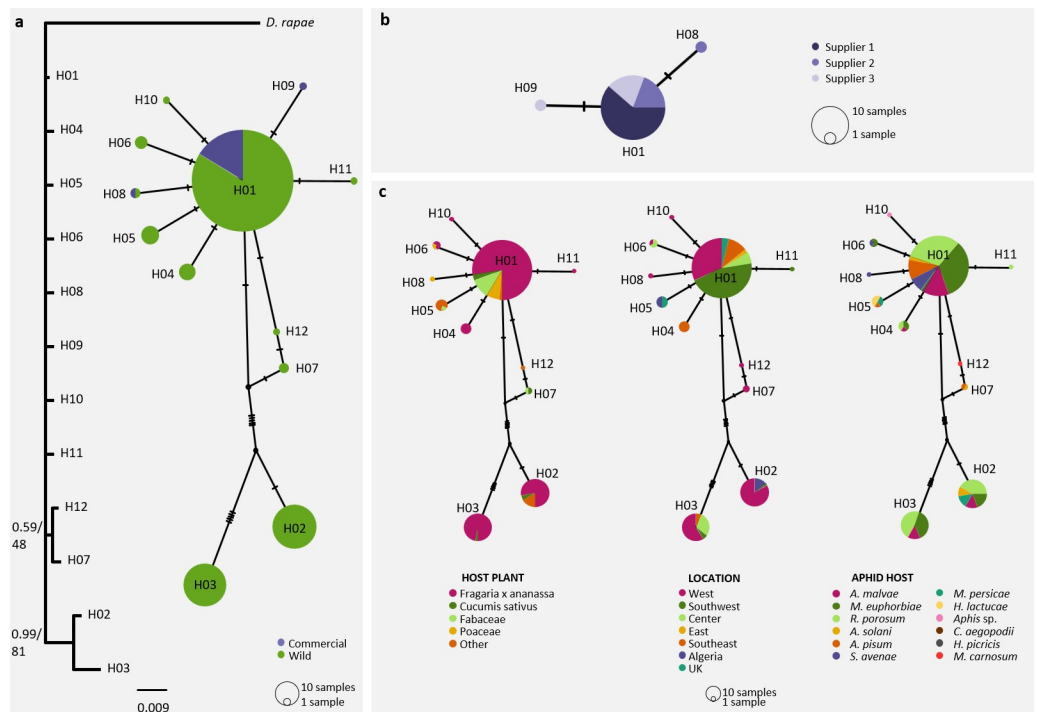 a
D. rapae
H01
H04
H05
H06
H08
H09
H10
H11
H12
H07
H02
H03
0.59/
48
0.99/
81
0.009
H10
H09
H06
H01
H11
H08
H05
H04
H12
H07
H02
H03
Commercial
Wild
10 samples
1 sample
b
H08
H09
H01
Supplier 1
Supplier 2
Supplier 3
10 samples
1 sample
c
H10
H06
H01
H11
H08
H05
H04
H12
H07
H02
H03
HOST PLANT
Fragaria x ananassa
Cucumis sativus
Fabaceae
Poaceae
Other
H10
H06
H01
H11
H08
H05
H04
H12
H07
H02
H03
LOCATION
West
Southwest
Center
East
Southeast
Algeria
UK
H10
H06
H01
H11
H08
H05
H04
H12
H07
H02
H03
APHID HOST
A. malvae
M. euphorbiae
R. porosum
A. solani
A. pisum
S. avenae
M. persicae
H. lactucae
Aphis sp.
C. aegopodii
H. picricis
M. carnosum
10 samples
1 sample